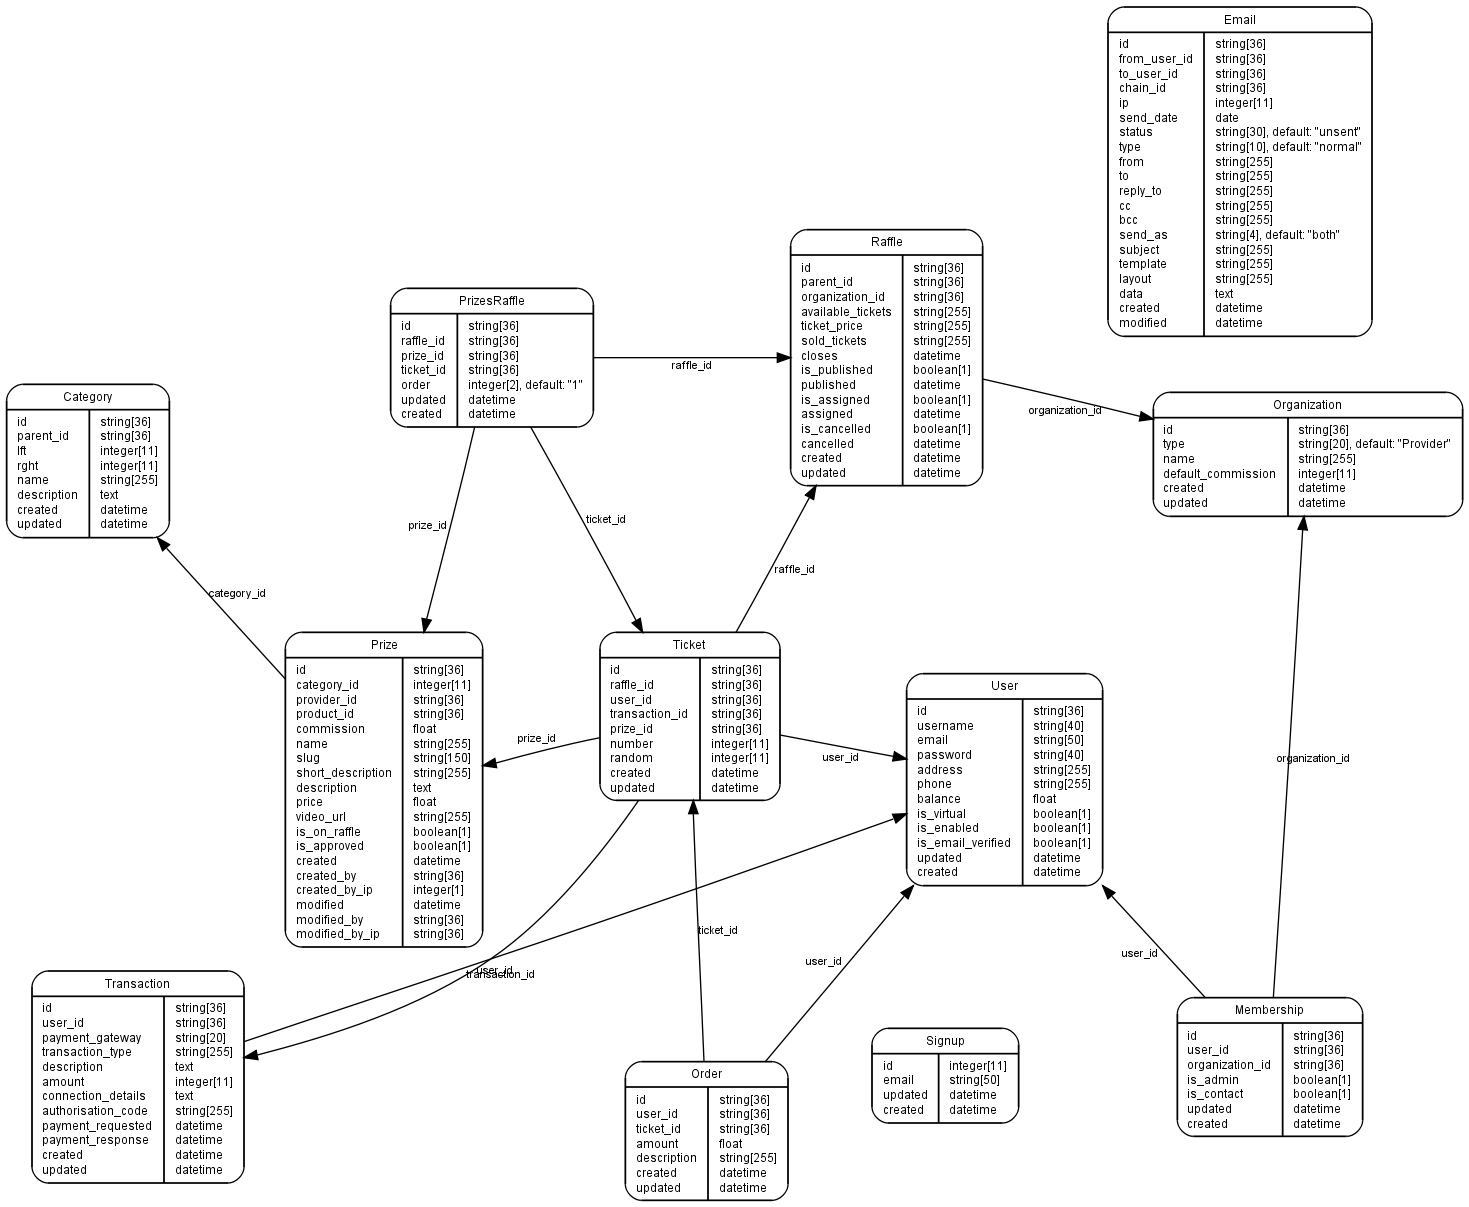 Email
id string[36]
from_user_id string[36]
to_user_id string[36]
chain_id string[36]
ip integer[11]
send_date date
status string[30], default: "unsent"
type string[10], default: "normal"
from string[255]
to string[255]
reply_to string[255]
cc string[255]
bcc string[255]
send_as string[4], default: "both"
subject string[255]
template string[255]
layout string[255]
data text
created datetime
modified datetime
Raffle
id string[36]
parent_id string[36]
organization_id string[36]
available_tickets string[255]
ticket_price string[255]
sold_tickets string[255]
closes datetime
is_published boolean[1]
published datetime
is_assigned boolean[1]
assigned datetime
is_cancelled boolean[1]
cancelled datetime
created datetime
updated datetime
PrizesRaffle
id string[36]
raffle_id string[36]
prize_id string[36]
ticket_id string[36]
order integer[2], default: "1"
updated datetime
created datetime
raffle_id
Category
id string[36]
parent_id string[36]
lft integer[11]
rght integer[11]
name string[255]
description text
created datetime
updated datetime
organization_id
Organization
id string[36]
type string[20], default: "Provider"
name string[255]
default_commission integer[11]
created datetime
updated datetime
prize_id
ticket_id
raffle_id
category_id
Prize
id string[36]
category_id integer[11]
provider_id string[36]
product_id string[36]
commission float
name string[255]
slug string[150]
short_description string[255]
description text
price float
video_url string[255]
is_on_raffle boolean[1]
is_approved boolean[1]
created datetime
created_by string[36]
created_by_ip integer[1]
modified datetime
modified_by string[36]
modified_by_ip string[36]
prize_id
Ticket
id string[36]
raffle_id string[36]
user_id string[36]
transaction_id string[36]
prize_id string[36]
number integer[11]
random integer[11]
created datetime
updated datetime
user_id
User
id string[36]
username string[40]
email string[50]
password string[40]
address string[255]
phone string[255]
balance float
is_virtual boolean[1]
is_enabled boolean[1]
is_email_verified boolean[1]
updated datetime
created datetime
organization_id
ticket_id
user_id
user_id
user_id
transaction_id
Transaction
id string[36]
user_id string[36]
payment_gateway string[20]
transaction_type string[255]
description text
amount integer[11]
connection_details text
authorisation_code string[255]
payment_requested datetime
payment_response datetime
created datetime
updated datetime
Order
id string[36]
user_id string[36]
ticket_id string[36]
amount float
description string[255]
created datetime
updated datetime
Signup
id integer[11]
email string[50]
updated datetime
created datetime
Membership
id string[36]
user_id string[36]
organization_id string[36]
is_admin boolean[1]
is_contact boolean[1]
updated datetime
created datetime